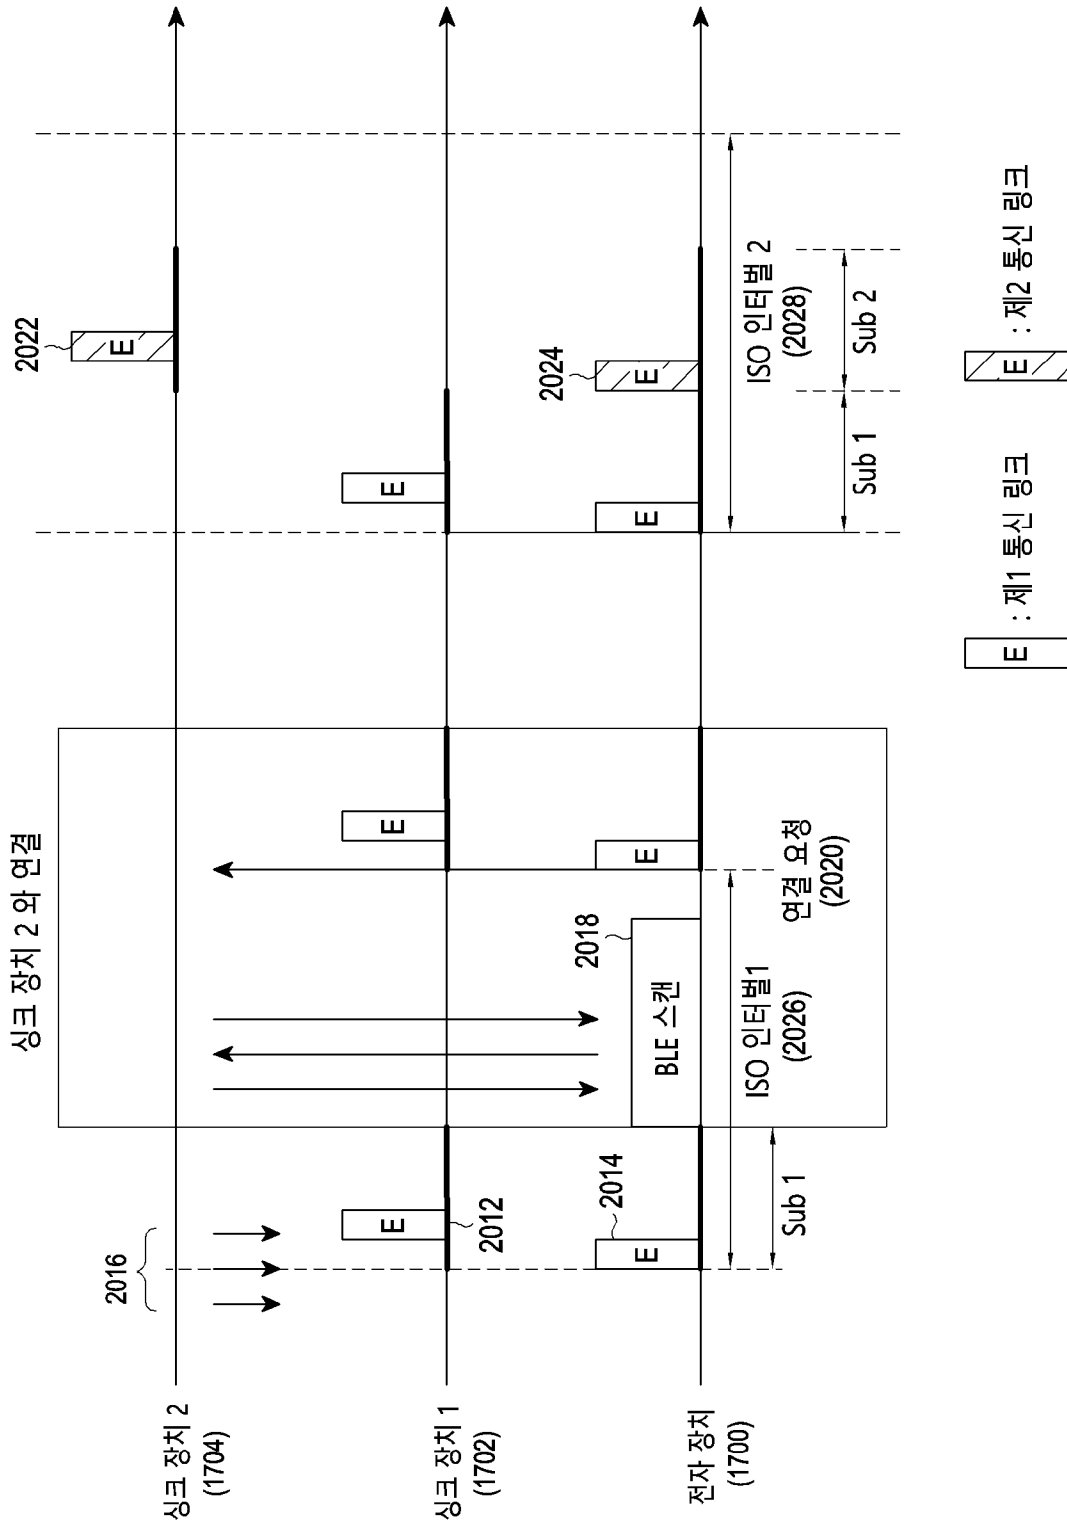 싱크 장치 2 와 연결
싱크 장치 2
(1704)
2016
2022
싱크 장치 1
(1702)
E
2012
E
E
전자 장치
(1700)
E
2014
BLE 스캔
2018
E
E
E
2024
E
Sub 1
ISO 인터벌1
(2026)
연결 요청
(2020)
ISO 인터벌 2
(2028)
Sub 1
Sub 2
E : 제1 통신 링크
E : 제2 통신 링크